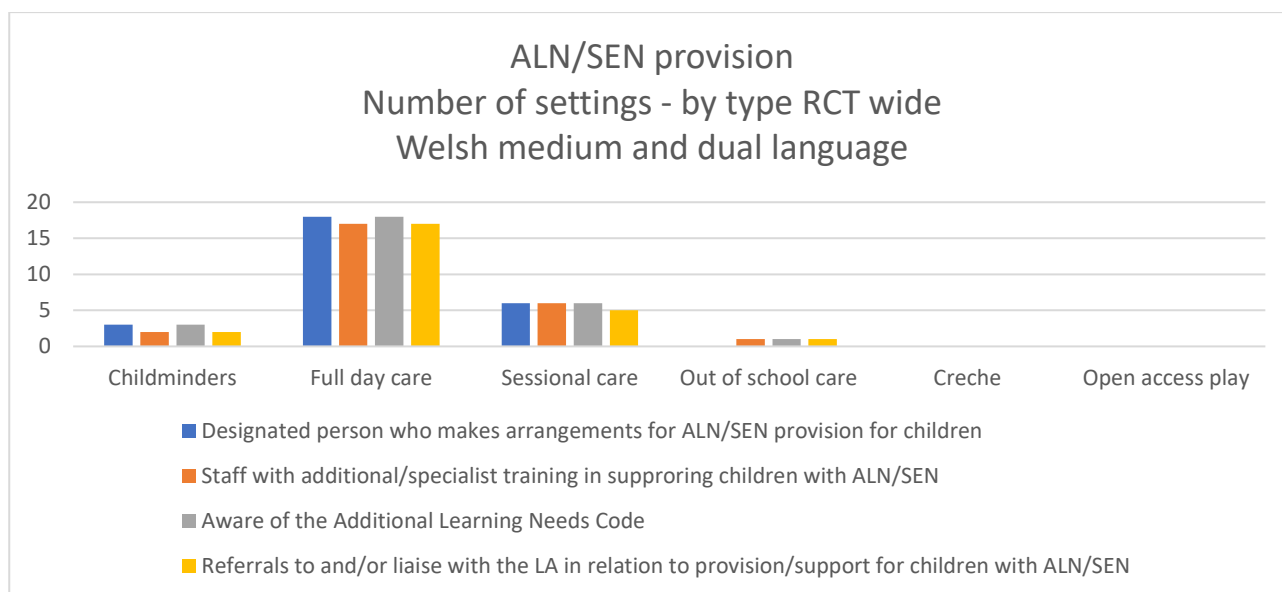 ALN/SEN provision
Number of settings - by type RCT wide
Welsh medium and dual language
20
15
10
5
0
Childminders Full day care Sessional care Out of school care Creche Open access play
Designated person who makes arrangements for ALN/SEN provision for children
Staff with additional/specialist training in supproring children with ALN/SEN
Aware of the Additional Learning Needs Code
Referrals to and/or liaise with the LA in relation to provision/support for children with ALN/SEN